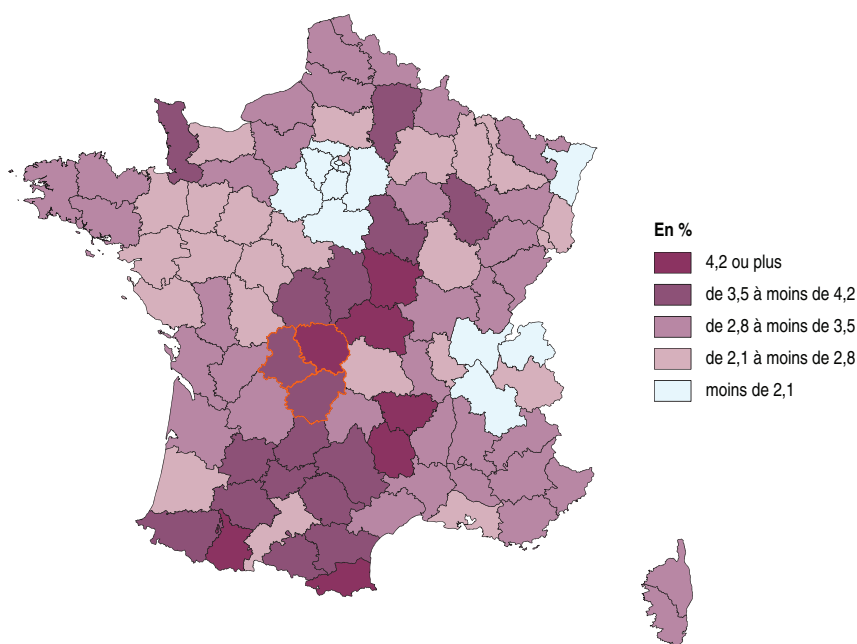 En %
4,2 ou plus
de 3,5 à moins de 4,2
de 2,8 à moins de 3,5
de 2,1 à moins de 2,8
moins de 2,1